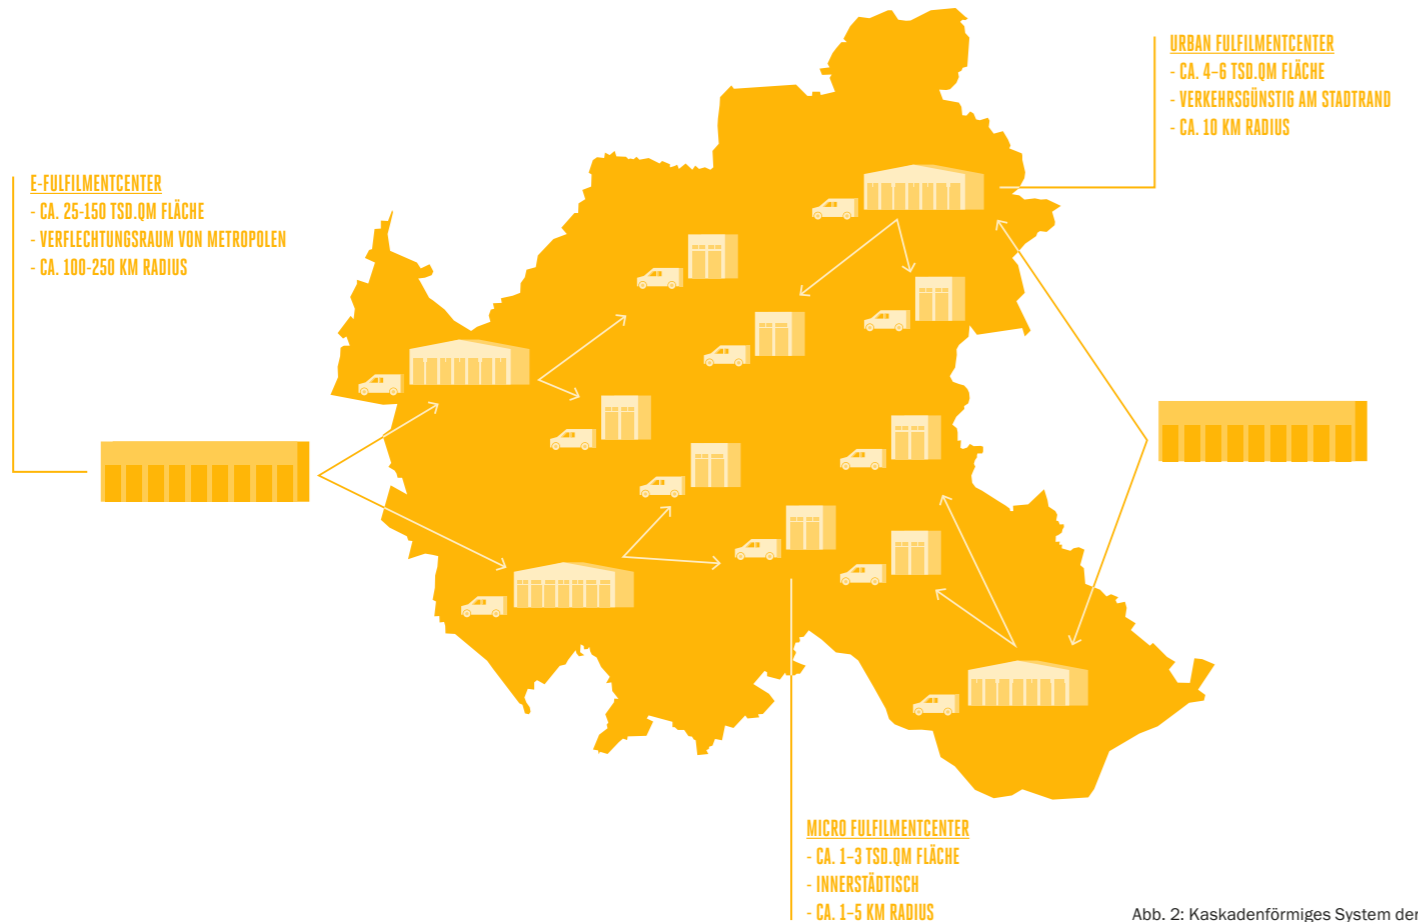 URBAN FULFILMENTCENTER
- CA. 4–6 TSD.QM FLÄCHE
- VERKEHRSGÜNSTIG AM STADTRAND
- CA. 10 KM RADIUS
E-FULFILMENTCENTER
- CA. 25-150 TSD.QM FLÄCHE
- VERFLECHTUNGSRAUM VON METROPOLEN
- CA. 100-250 KM RADIUS
MICRO FULFILMENTCENTER
- CA. 1–3 TSD.QM FLÄCHE
- INNERSTÄDTISCH
- CA. 1–5 KM RADIUS
Abb. 2: Kaskadenförmiges System der